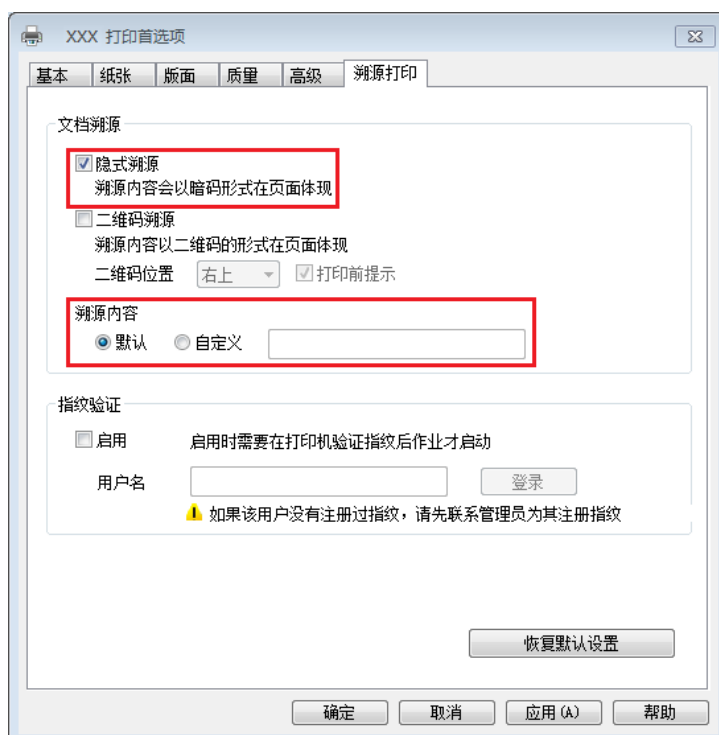 XXX 打印首选项
基本 纸张 版面 质量 高级 溯源打印
文档溯源
隐式溯源
溯源内容会以暗码形式在页面体现
二维码溯源
溯源内容以二维码的形式在页面体现
二维码位置 右上 打印前提示
溯源内容
默认 自定义
指纹验证
启用 启用时需要在打印机验证指纹后作业才启动
用户名 登录
如果该用户没有注册过指纹，请先联系管理员为其注册指纹
恢复默认设置
确定 取消 应用(A) 帮助